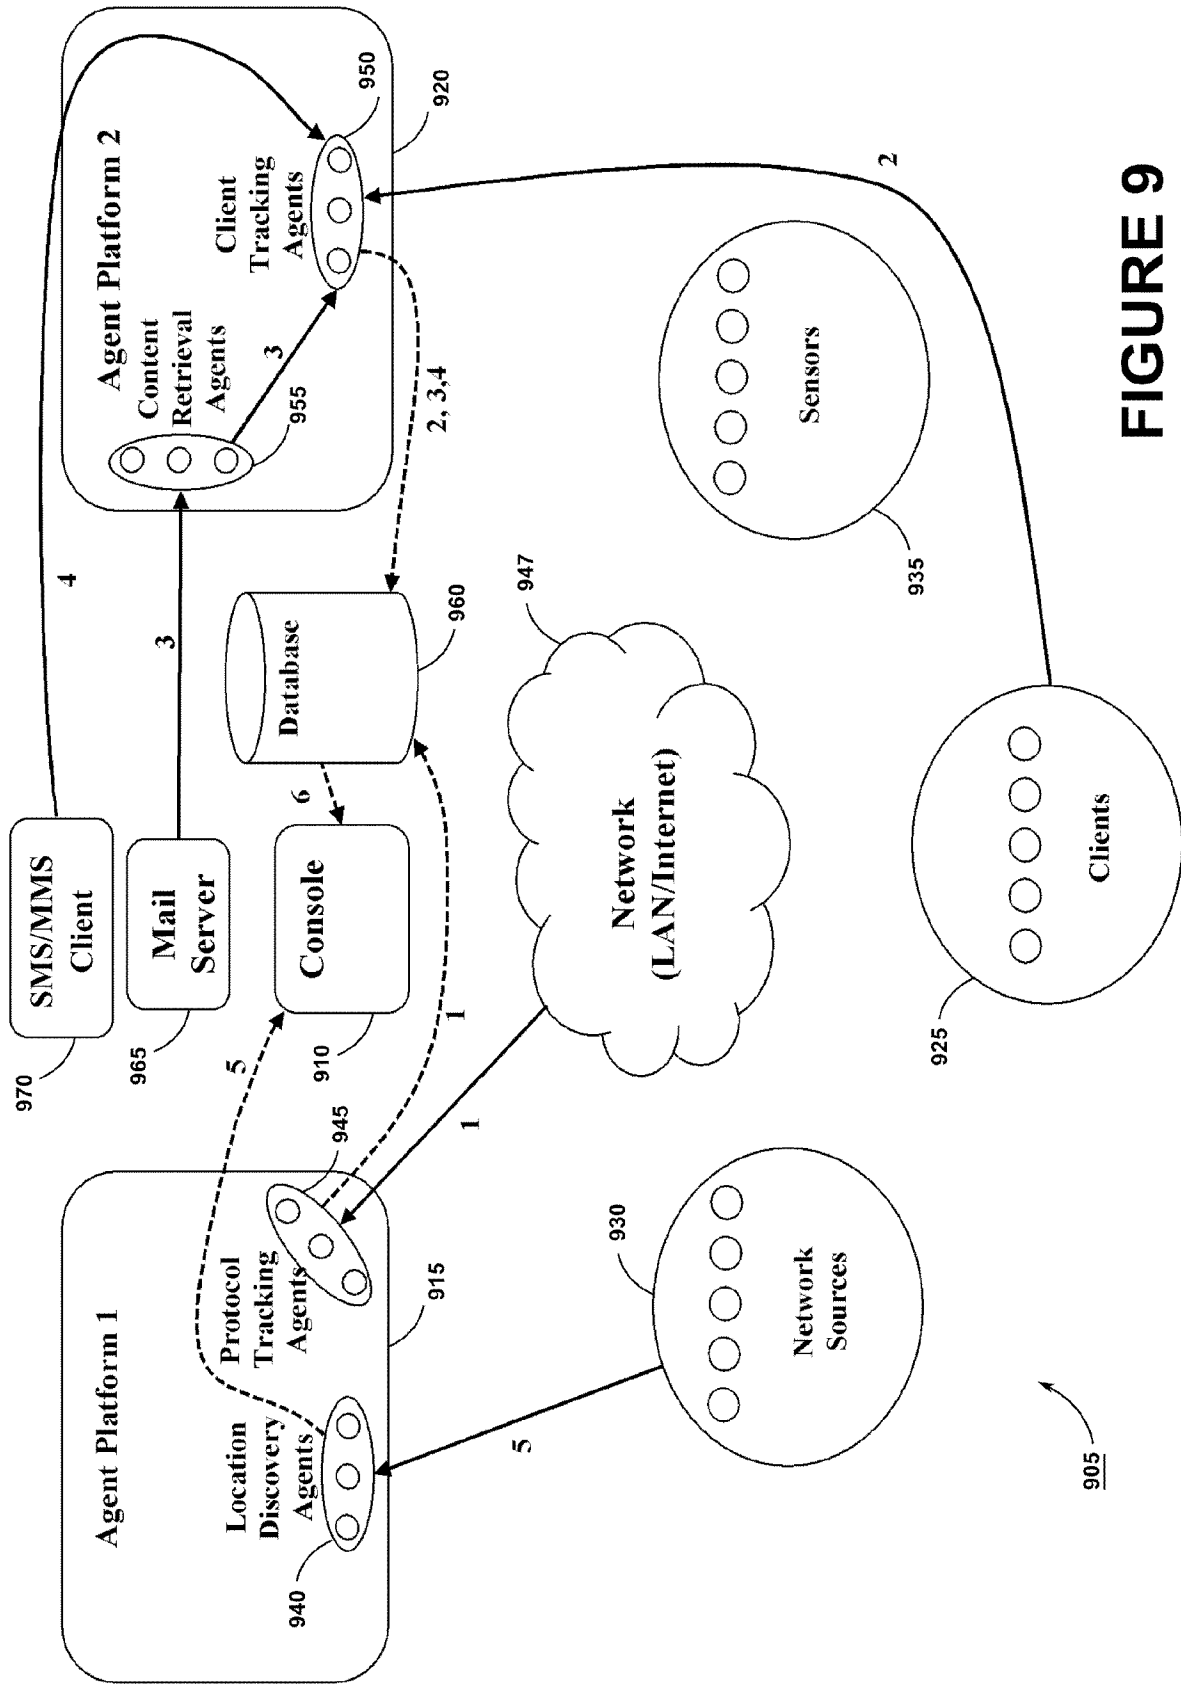 970
SMS/MMS
Client
4
965
Mail
Server
3
Agent Platform 1
Location
Discovery
Agents
940
Protocol
Tracking
Agents
945
915
5
910
Console
6
Database
960
1
Agent Platform 2
Content
Retrieval
Agents
955
3
Client
Tracking
Agents
950
920
2, 3,4
1
5
947
Network
(LAN/Internet)
930
Network
Sources
935
Sensors
2
925
Clients
905
FIGURE 9